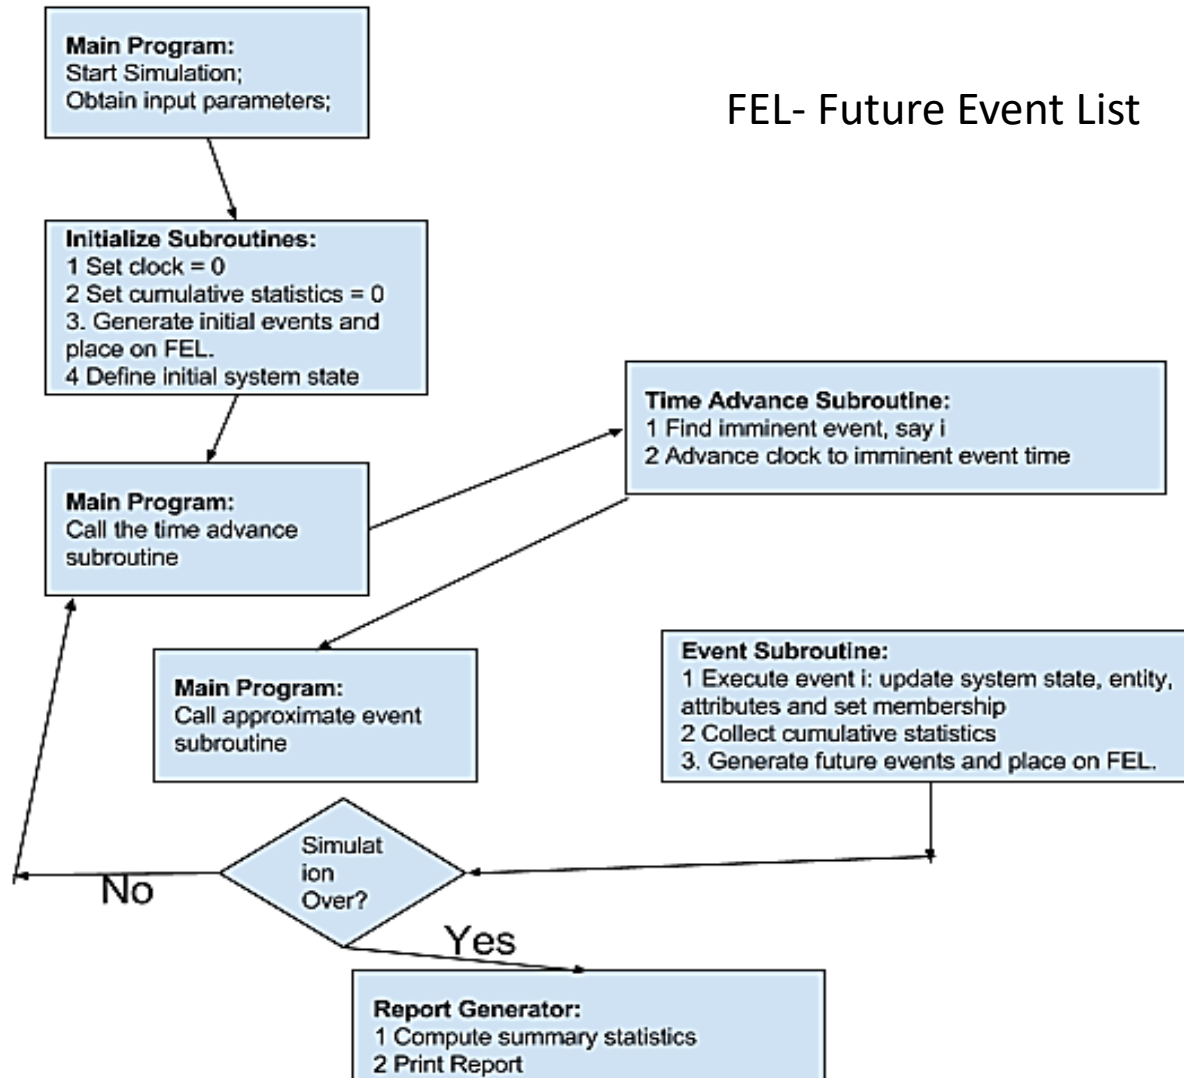 Main Program:
Start Simulation;
Obtain input parameters;
FEL- Future Event List
Initialize Subroutines:
1 Set clock = 0
2 Set cumulative statistics = 0
3. Generate initial events and
place on FEL.
4 Define initial system state
Time Advance Subroutine:
1 Find imminent event, say i
2 Advance clock to imminent event time
Main Program:
Call the time advance
subroutine
Main Program:
Call approximate event
subroutine
Event Subroutine:
1 Execute event i: update system state, entity,
attributes and set membership
2 Collect cumulative statistics
3. Generate future events and place on FEL.
Simulat
ion
Over?
No
Yes
Report Generator:
1 Compute summary statistics
2 Print Report